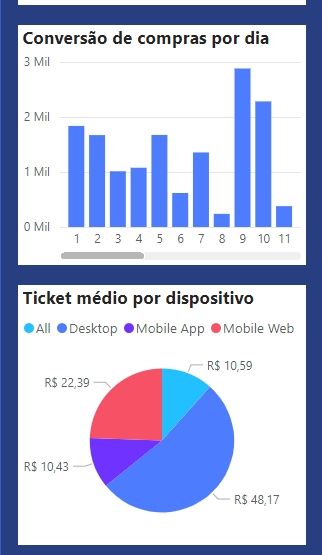 Conversão de compras por dia
3 Mil
2 Mil
1 Mil
0 Mil
1 2 3 4 5 6 7 8 9 10 11
Ticket médio por dispositivo
All Desktop Mobile App Mobile Web
R$ 10,59
R$ 22,39
R$ 10,43
R$ 48,17